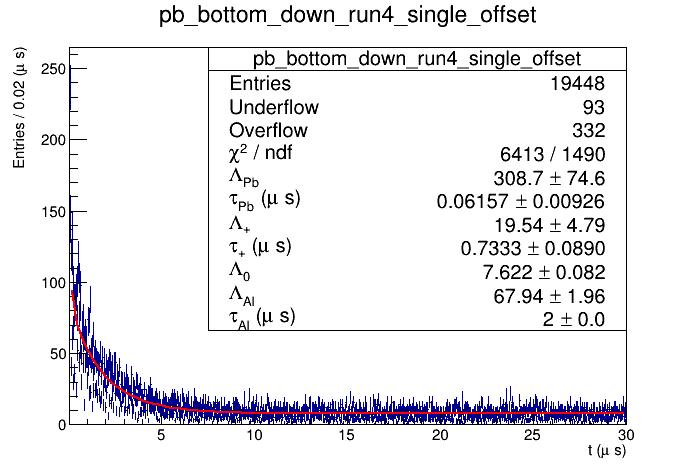 pb_bottom_down_run4_single_offset
pb_bottom_down_run4_single_offset
Entries 19448
Underflow 93
Overflow 332
χ² / ndf 6413 / 1490
Λ_Pb 308.7 ± 74.6
τ_Pb (μ s) 0.06157 ± 0.00926
Λ_+ 19.54 ± 4.79
τ_+ (μ s) 0.7333 ± 0.0890
Λ_0 7.622 ± 0.082
Λ_Al 67.94 ± 1.96
τ_Al (μ s) 2 ± 0.0
Entries / 0.02 (μ s)
250
200
150
100
50
0
5 10 15 20 25 30
t (μ s)